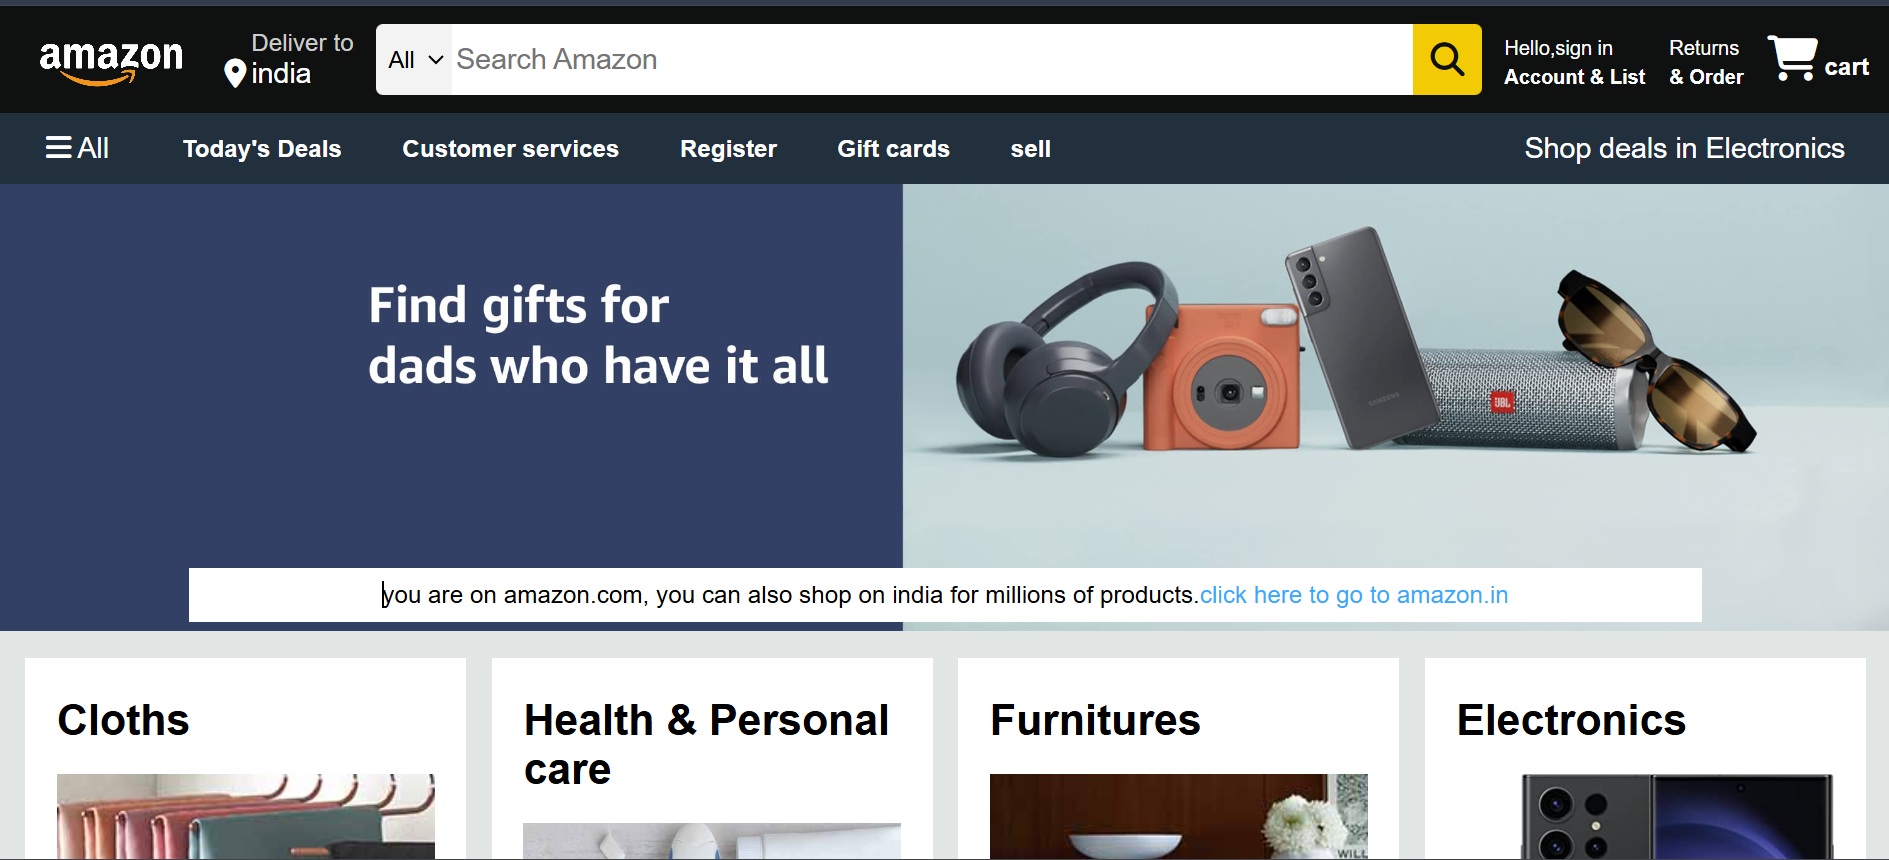 amazon
Deliver to
india
All
Search Amazon
Hello,sign in
Account & List
Returns
& Order
cart
All
Today's Deals
Customer services
Register
Gift cards
sell
Shop deals in Electronics
Find gifts for
dads who have it all
SAMSUNG
JBL
you are on amazon.com, you can also shop on india for millions of products.click here to go to amazon.in
Cloths
Health & Personal
care
Furnitures
Electronics
WILL